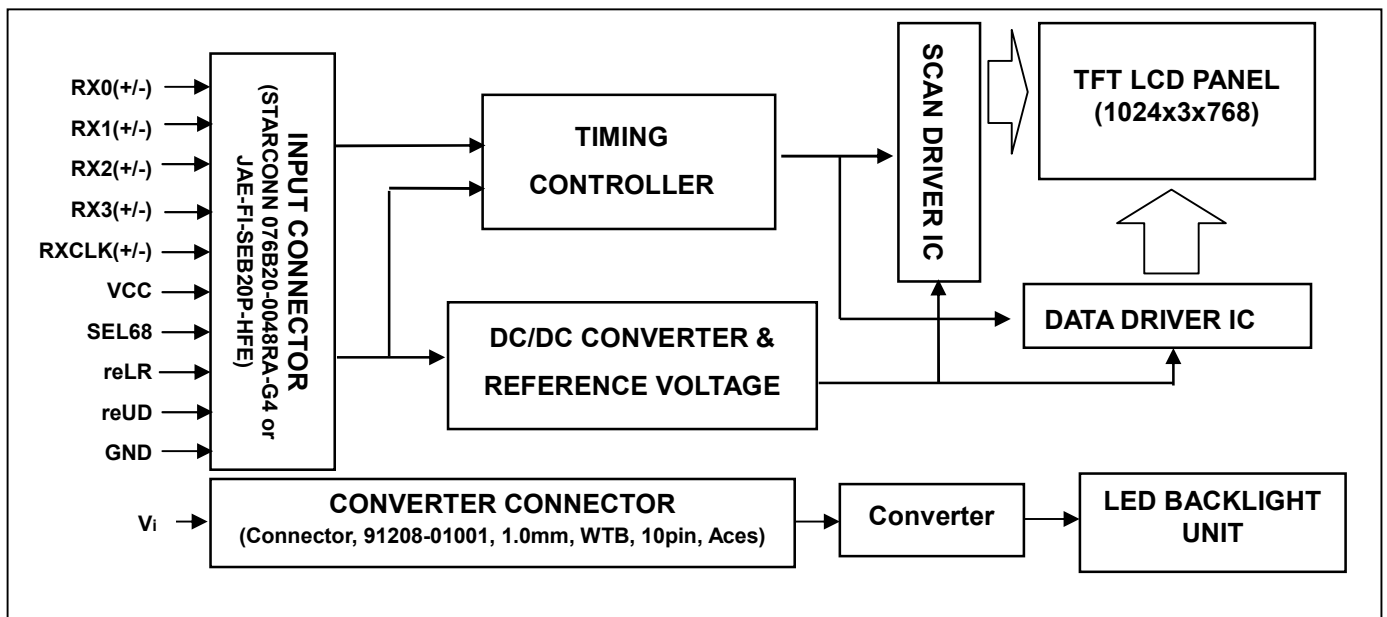 RX0(+/-)
RX1(+/-)
RX2(+/-)
RX3(+/-)
RXCLK(+/-)
VCC
SEL68
reLR
reUD
GND
INPUT CONNECTOR
(STARCONN 076B20-0048RA-G4 or
JAE-FI-SEB20P-HFE)
TIMING
CONTROLLER
DC/DC CONVERTER &
REFERENCE VOLTAGE
SCAN DRIVER IC
TFT LCD PANEL
(1024x3x768)
DATA DRIVER IC
Vi
CONVERTER CONNECTOR
(Connector, 91208-01001, 1.0mm, WTB, 10pin, Aces)
Converter
LED BACKLIGHT
UNIT